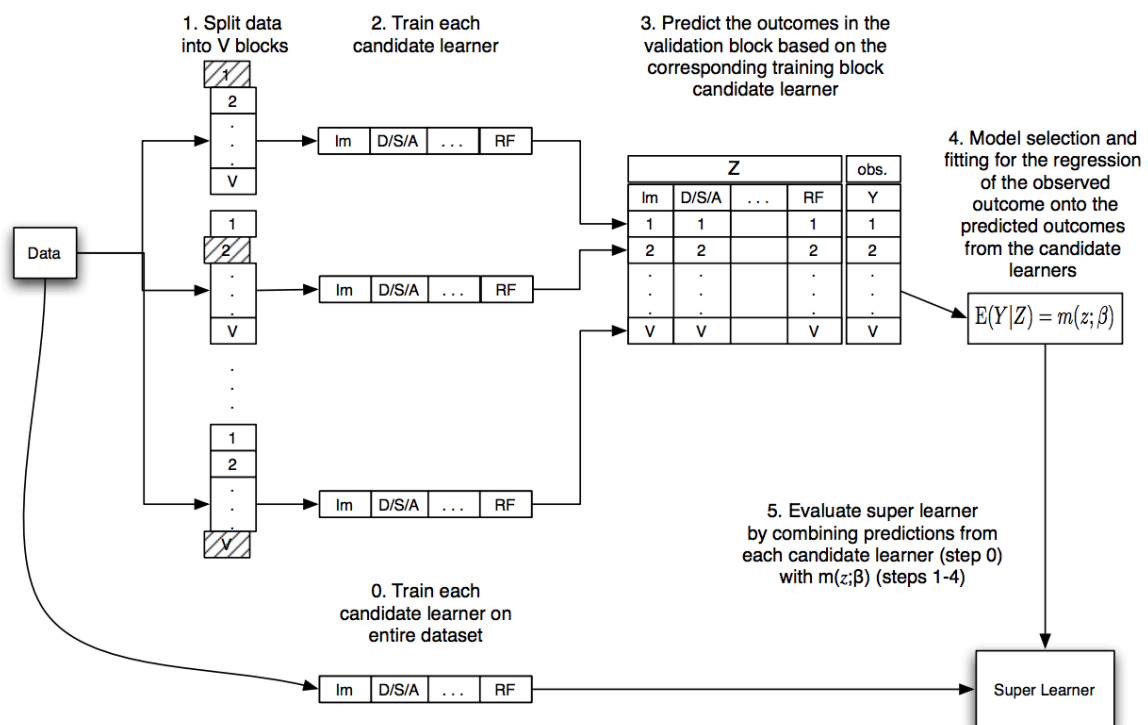 1. Split data
into V blocks
2. Train each
candidate learner
3. Predict the outcomes in the
validation block based on the
corresponding training block
candidate learner
4. Model selection and
fitting for the regression
of the observed
outcome onto the
predicted outcomes
from the candidate
learners
Data
1
2
.
.
.
V
lm D/S/A . . . RF
1
2
.
.
.
V
lm D/S/A . . . RF
.
.
.
1
2
.
.
.
V
lm D/S/A . . . RF
Z obs.
lm D/S/A . . . RF Y
1 1 1 1
2 2 2 2
. . . .
. . . .
. . . .
V V V V
E(Y|Z) = m(z; β)
5. Evaluate super learner
by combining predictions from
each candidate learner (step 0)
with m(z;β) (steps 1-4)
0. Train each
candidate learner on
entire dataset
lm D/S/A . . . RF
Super Learner